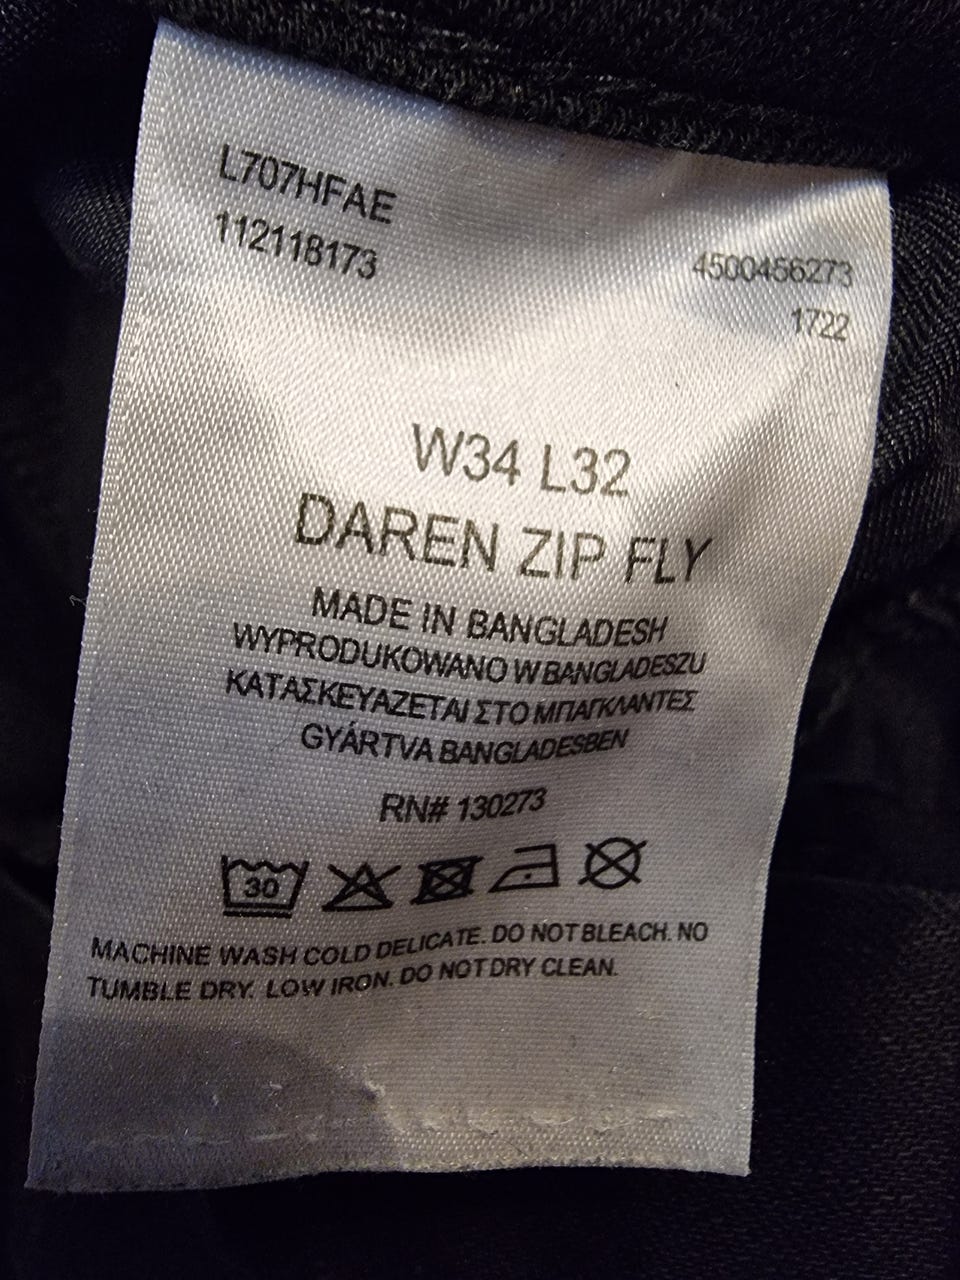 L707HFAE
112118173
4500456273
1722
W34 L32
DAREN ZIP FLY
MADE IN BANGLADESH
WYPRODUKOWANO W BANGLADESZU
ΚΑΤΑΣΚΕΥΑΖΕΤΑΙ ΣΤΟ ΜΠΑΓΚΛΑΝΤΕΣ
GYÁRTVA BANGLADESBEN
RN# 130273
30
MACHINE WASH COLD DELICATE. DO NOT BLEACH. NO
TUMBLE DRY. LOW IRON. DO NOT DRY CLEAN.